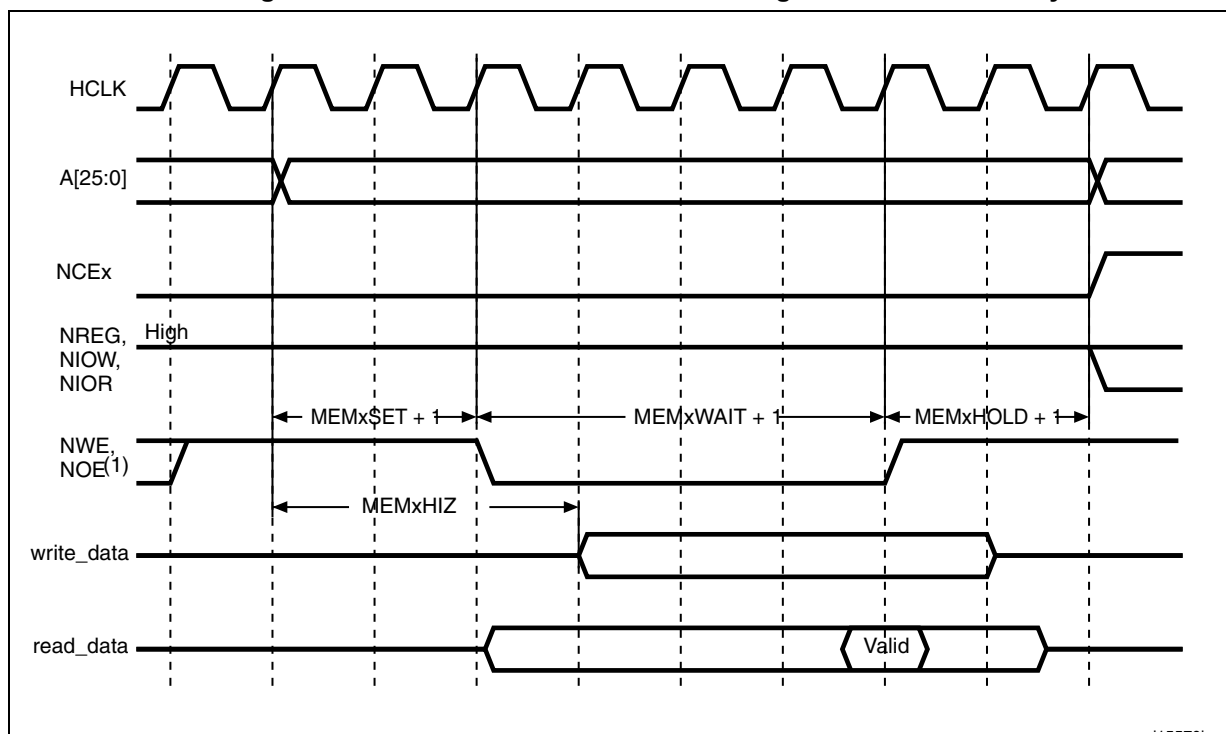 HCLK
A[25:0]
NCEx
NREG,
NIOW,
NIOR
High
MEMxSET + 1
MEMxWAIT + 1
MEMxHOLD + 1
NWE,
NOE(1)
MEMxHIZ
write_data
read_data
Valid